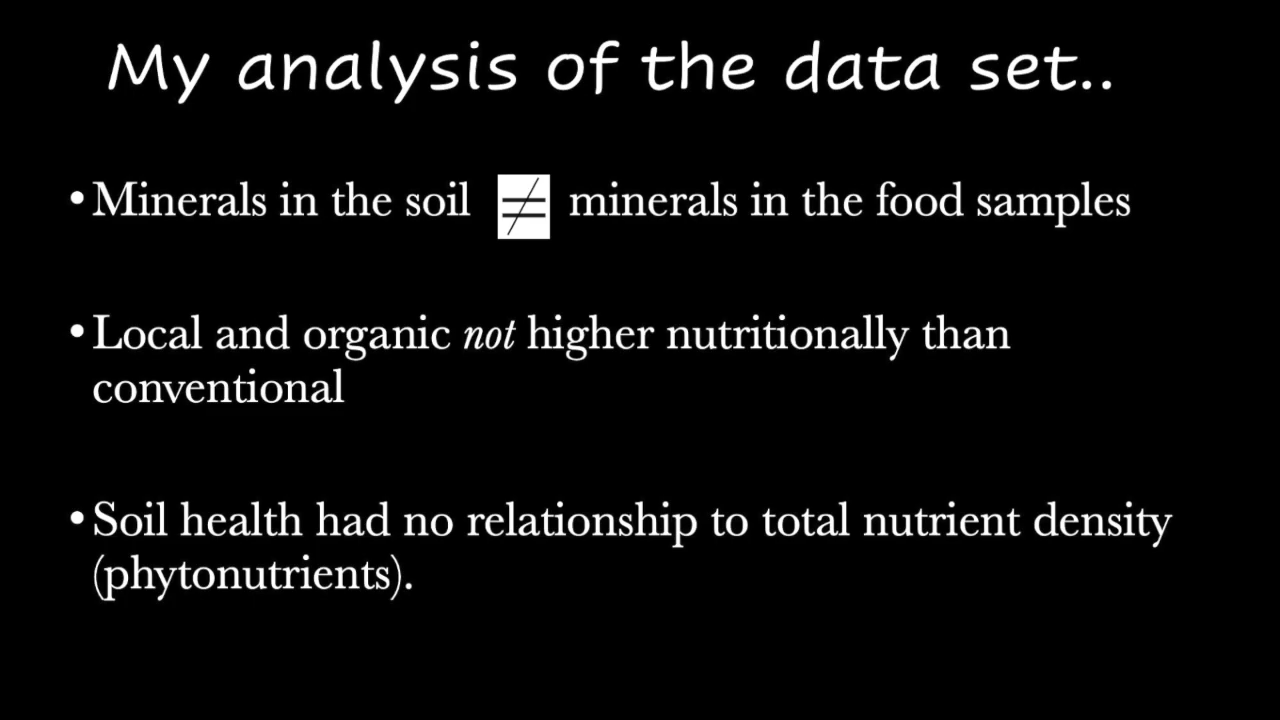 My analysis of the data set..
•Minerals in the soil ≠ minerals in the food samples
•Local and organic not higher nutritionally than
conventional
•Soil health had no relationship to total nutrient density
(phytonutrients).